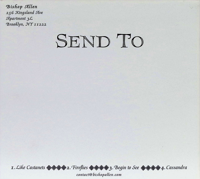 Bishop Allen
236 Kingsland Ave
Apartment 3L
Brooklyn, NY 11222
SEND TO
1. Like Castanets ◆◆◆◆ 2. Fireflies ◆◆◆◆ 3. Begin to See ◆◆◆◆ 4. Cassandra
contact@bishopallen.com